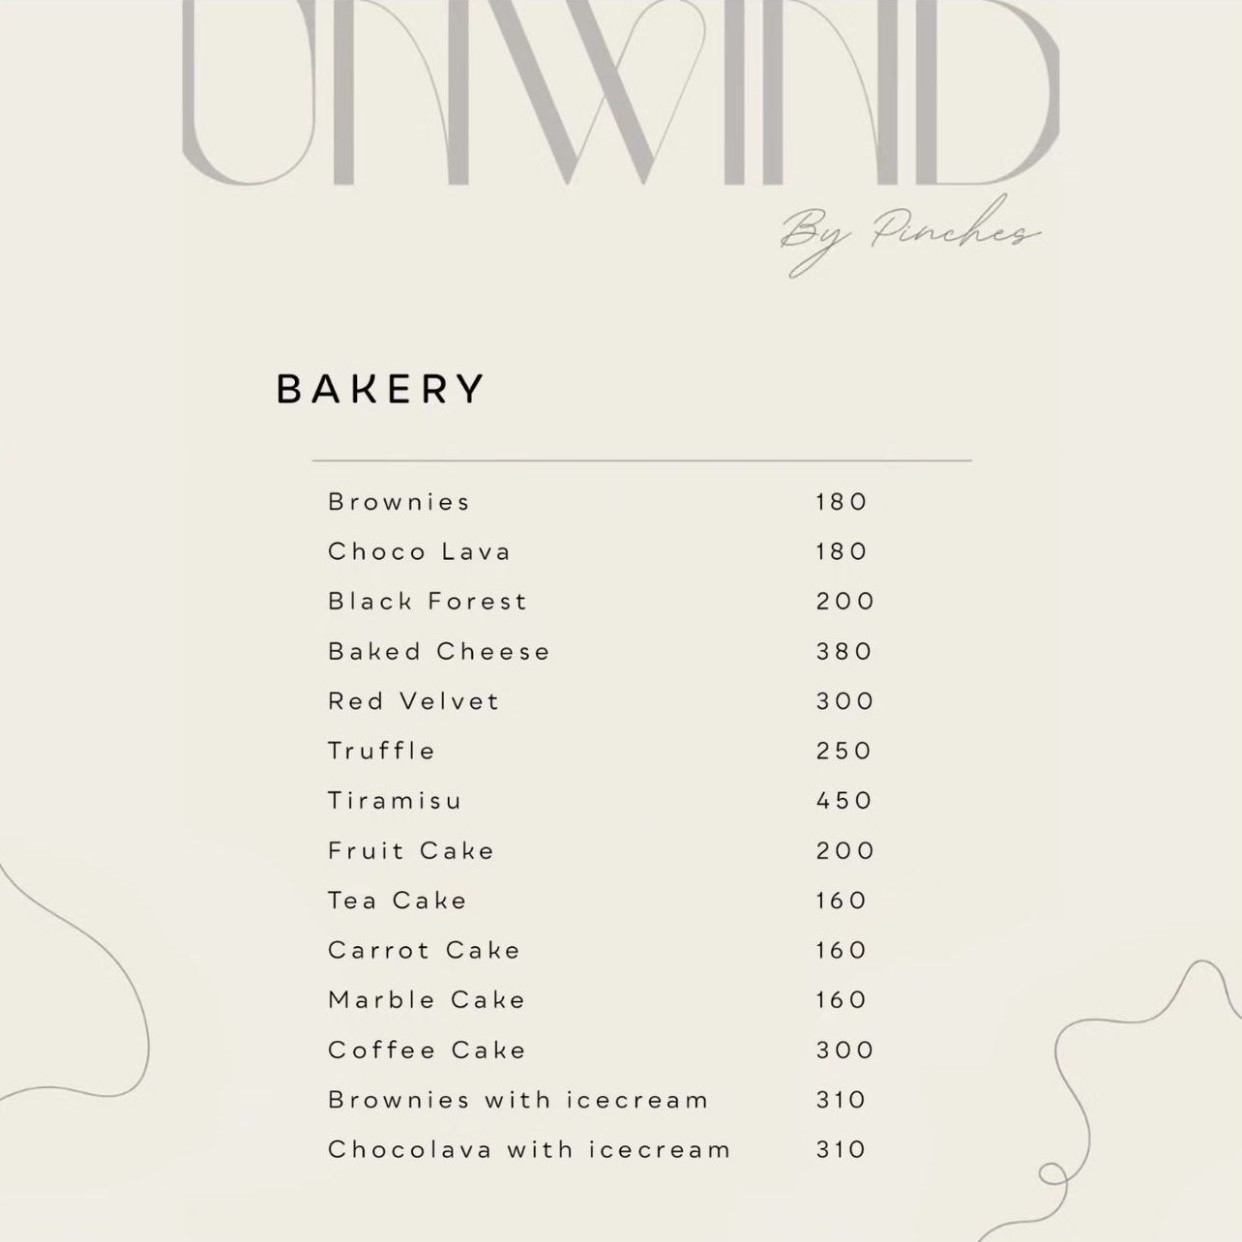 UNWIND
By Pinches
BAKERY
Brownies 180
Choco Lava 180
Black Forest 200
Baked Cheese 380
Red Velvet 300
Truffle 250
Tiramisu 450
Fruit Cake 200
Tea Cake 160
Carrot Cake 160
Marble Cake 160
Coffee Cake 300
Brownies with icecream 310
Chocolava with icecream 310